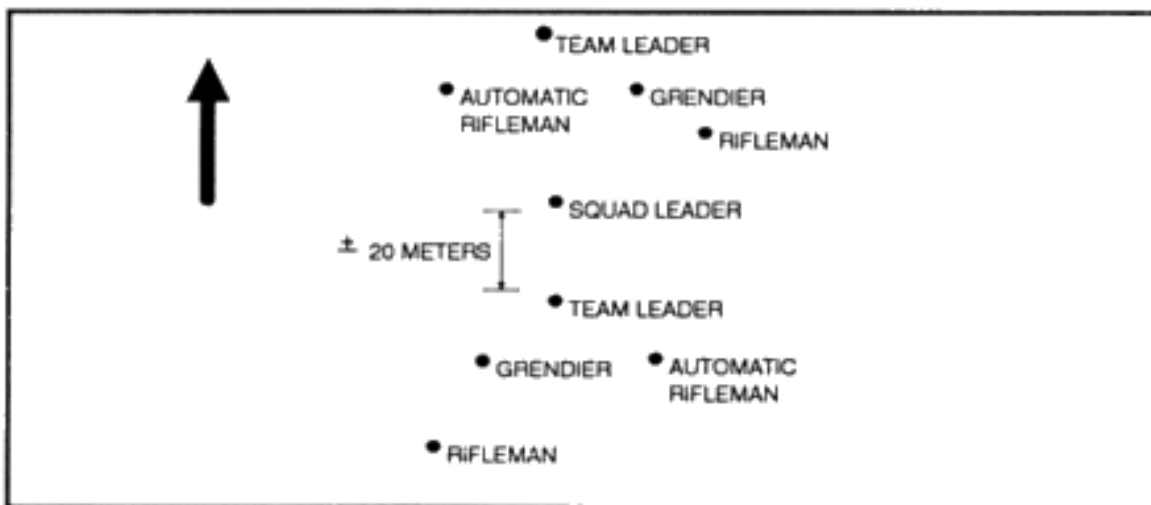 TEAM LEADER
AUTOMATIC
RIFLEMAN
GRENDIER
RIFLEMAN
SQUAD LEADER
± 20 METERS
TEAM LEADER
GRENDIER
AUTOMATIC
RIFLEMAN
RIFLEMAN